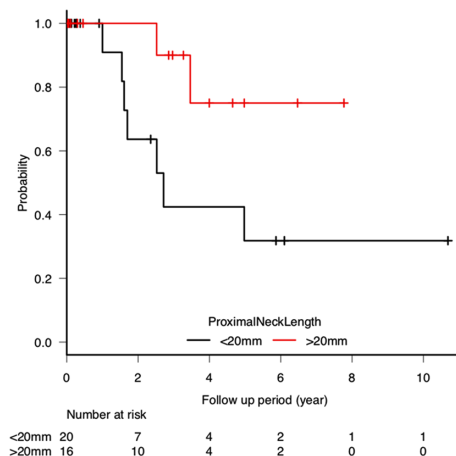 1.0
0.8
0.6
0.4
0.2
0.0
Probability
ProximalNeckLength
<20mm >20mm
0 2 4 6 8 10
Follow up period (year)
Number at risk
<20mm 20 7 4 2 1 1
>20mm 16 10 4 2 0 0